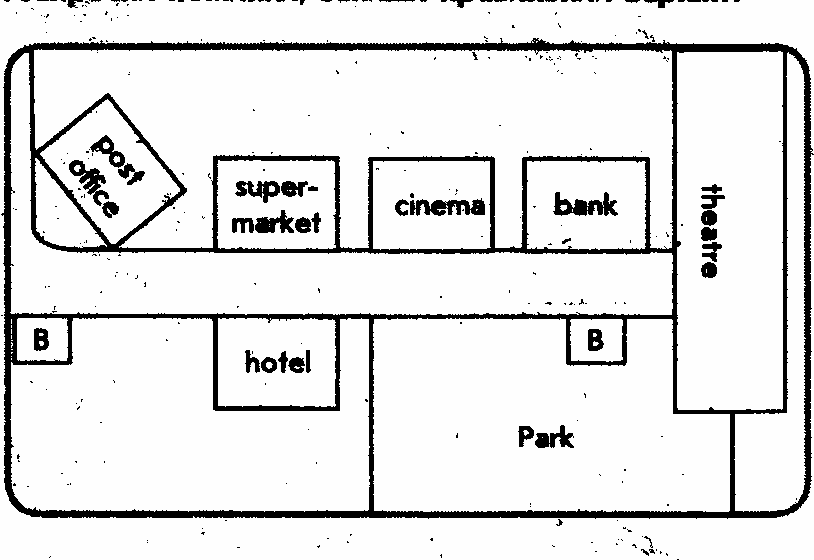 post
office
super-
market
cinema
bank
theatre
B
hotel
B
Park